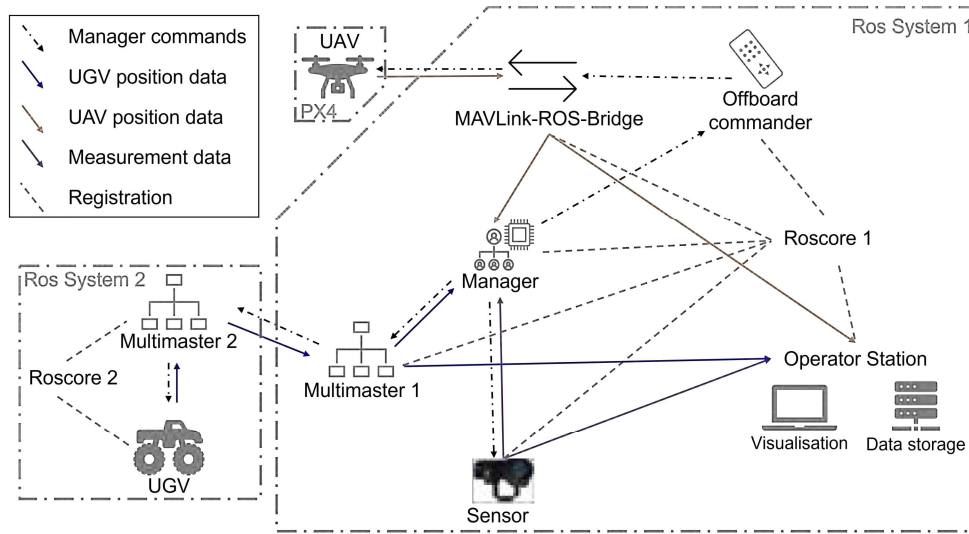 Manager commands
UGV position data
UAV position data
Measurement data
Registration
Ros System 1
UAV
PX4
MAVLink-ROS-Bridge
Offboard
commander
Roscore 1
Manager
Ros System 2
Multimaster 2
Roscore 2
UGV
Multimaster 1
Operator Station
Visualisation
Data storage
Sensor